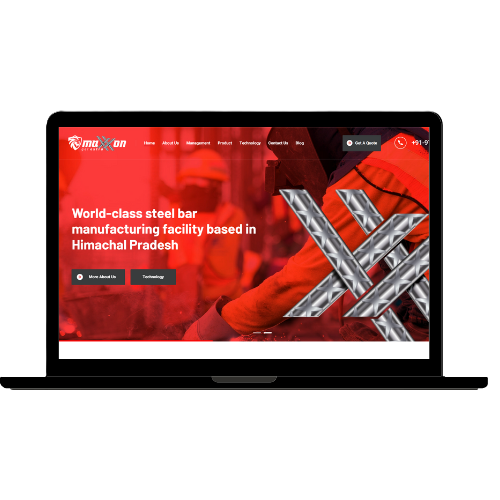 maXXon
Home About Us Management Product Technology Contact Us Blog
Get A Quote
+91-9
World-class steel bar
manufacturing facility based in
Himachal Pradesh
More About Us
Technology